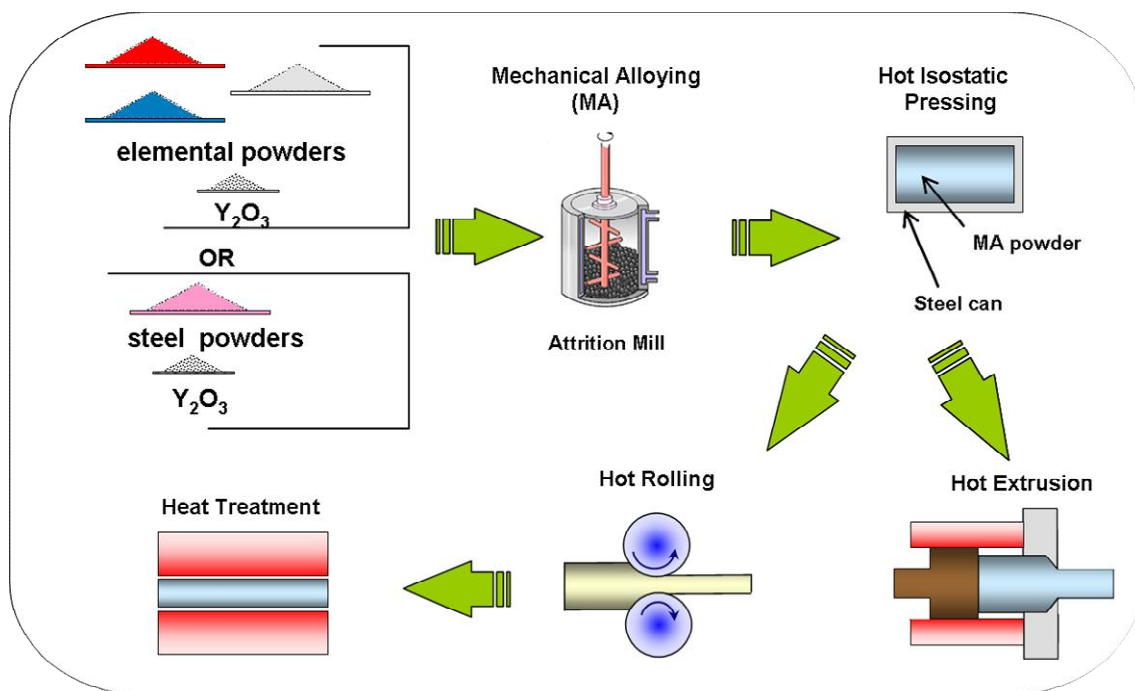 elemental powders
Y₂O₃
OR
steel powders
Y₂O₃
Mechanical Alloying
(MA)
Attrition Mill
Hot Isostatic
Pressing
MA powder
Steel can
Hot Extrusion
Hot Rolling
Heat Treatment